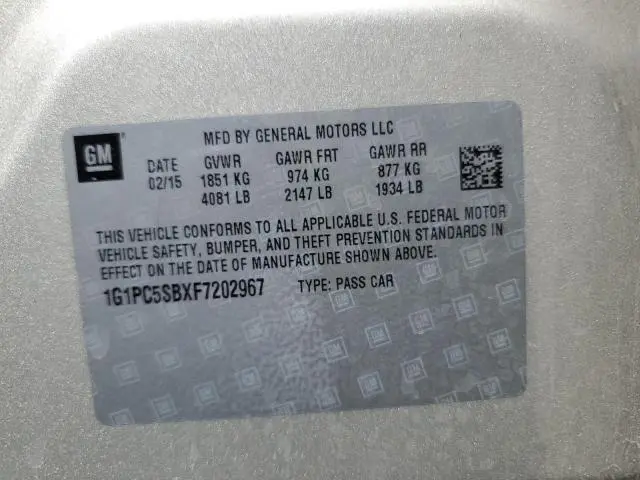 GM
MFD BY GENERAL MOTORS LLC
DATE GVWR GAWR FRT GAWR RR
02/15 1851 KG 974 KG 877 KG
4081 LB 2147 LB 1934 LB
THIS VEHICLE CONFORMS TO ALL APPLICABLE U.S. FEDERAL MOTOR
VEHICLE SAFETY, BUMPER, AND THEFT PREVENTION STANDARDS IN
EFFECT ON THE DATE OF MANUFACTURE SHOWN ABOVE.
1G1PC5SBXF7202967 TYPE: PASS CAR